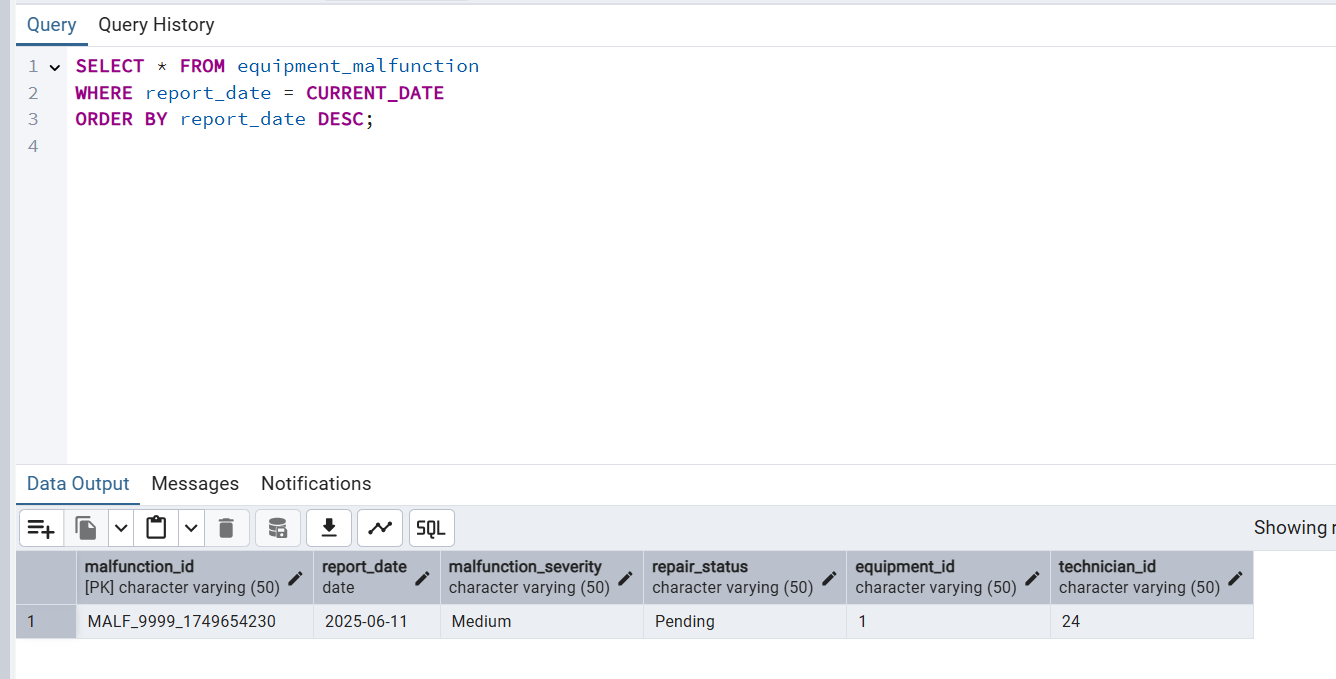 Query Query History
1 SELECT * FROM equipment_malfunction
2 WHERE report_date = CURRENT_DATE
3 ORDER BY report_date DESC;
4
Data Output Messages Notifications
SQL Showing
malfunction_id report_date malfunction_severity repair_status equipment_id technician_id
[PK] character varying (50) date character varying (50) character varying (50) character varying (50) character varying (50)
1 MALF_9999_1749654230 2025-06-11 Medium Pending 1 24